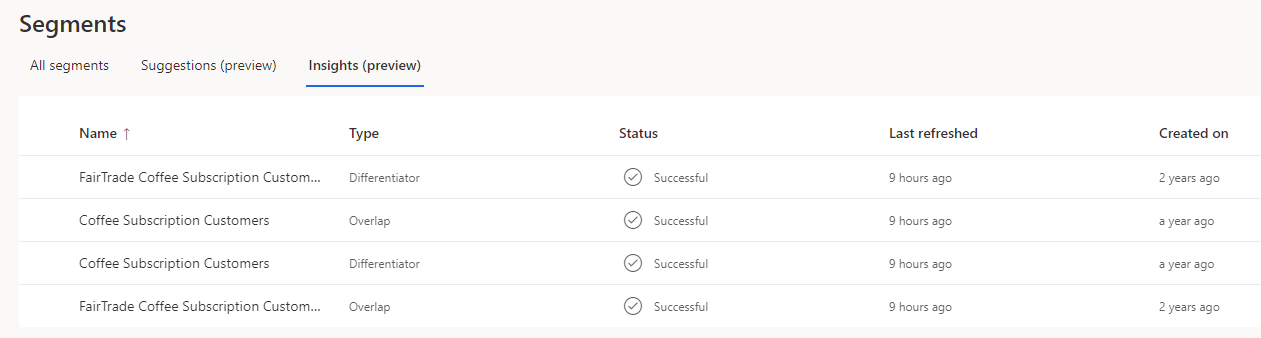 Segments
All segments Suggestions (preview) Insights (preview)
Name ↑ Type Status Last refreshed Created on
FairTrade Coffee Subscription Custom... Differentiator Successful 9 hours ago 2 years ago
Coffee Subscription Customers Overlap Successful 9 hours ago a year ago
Coffee Subscription Customers Differentiator Successful 9 hours ago a year ago
FairTrade Coffee Subscription Custom... Overlap Successful 9 hours ago 2 years ago